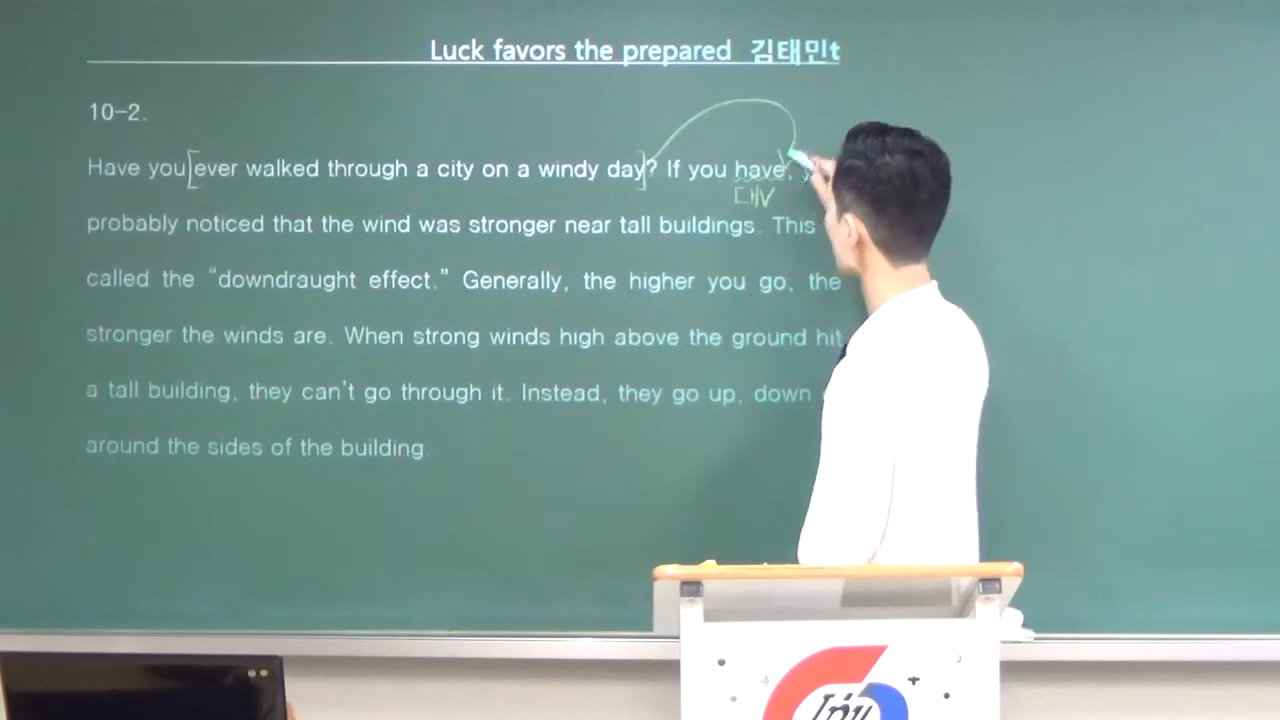 Luck favors the prepared 김태민t
10-2.
Have you[ever walked through a city on a windy day]? If you have,
대V
probably noticed that the wind was stronger near tall buildings. This
called the “downdraught effect.” Generally, the higher you go, the
stronger the winds are. When strong winds high above the ground hit
a tall building, they can't go through it. Instead, they go up, down
around the sides of the building.